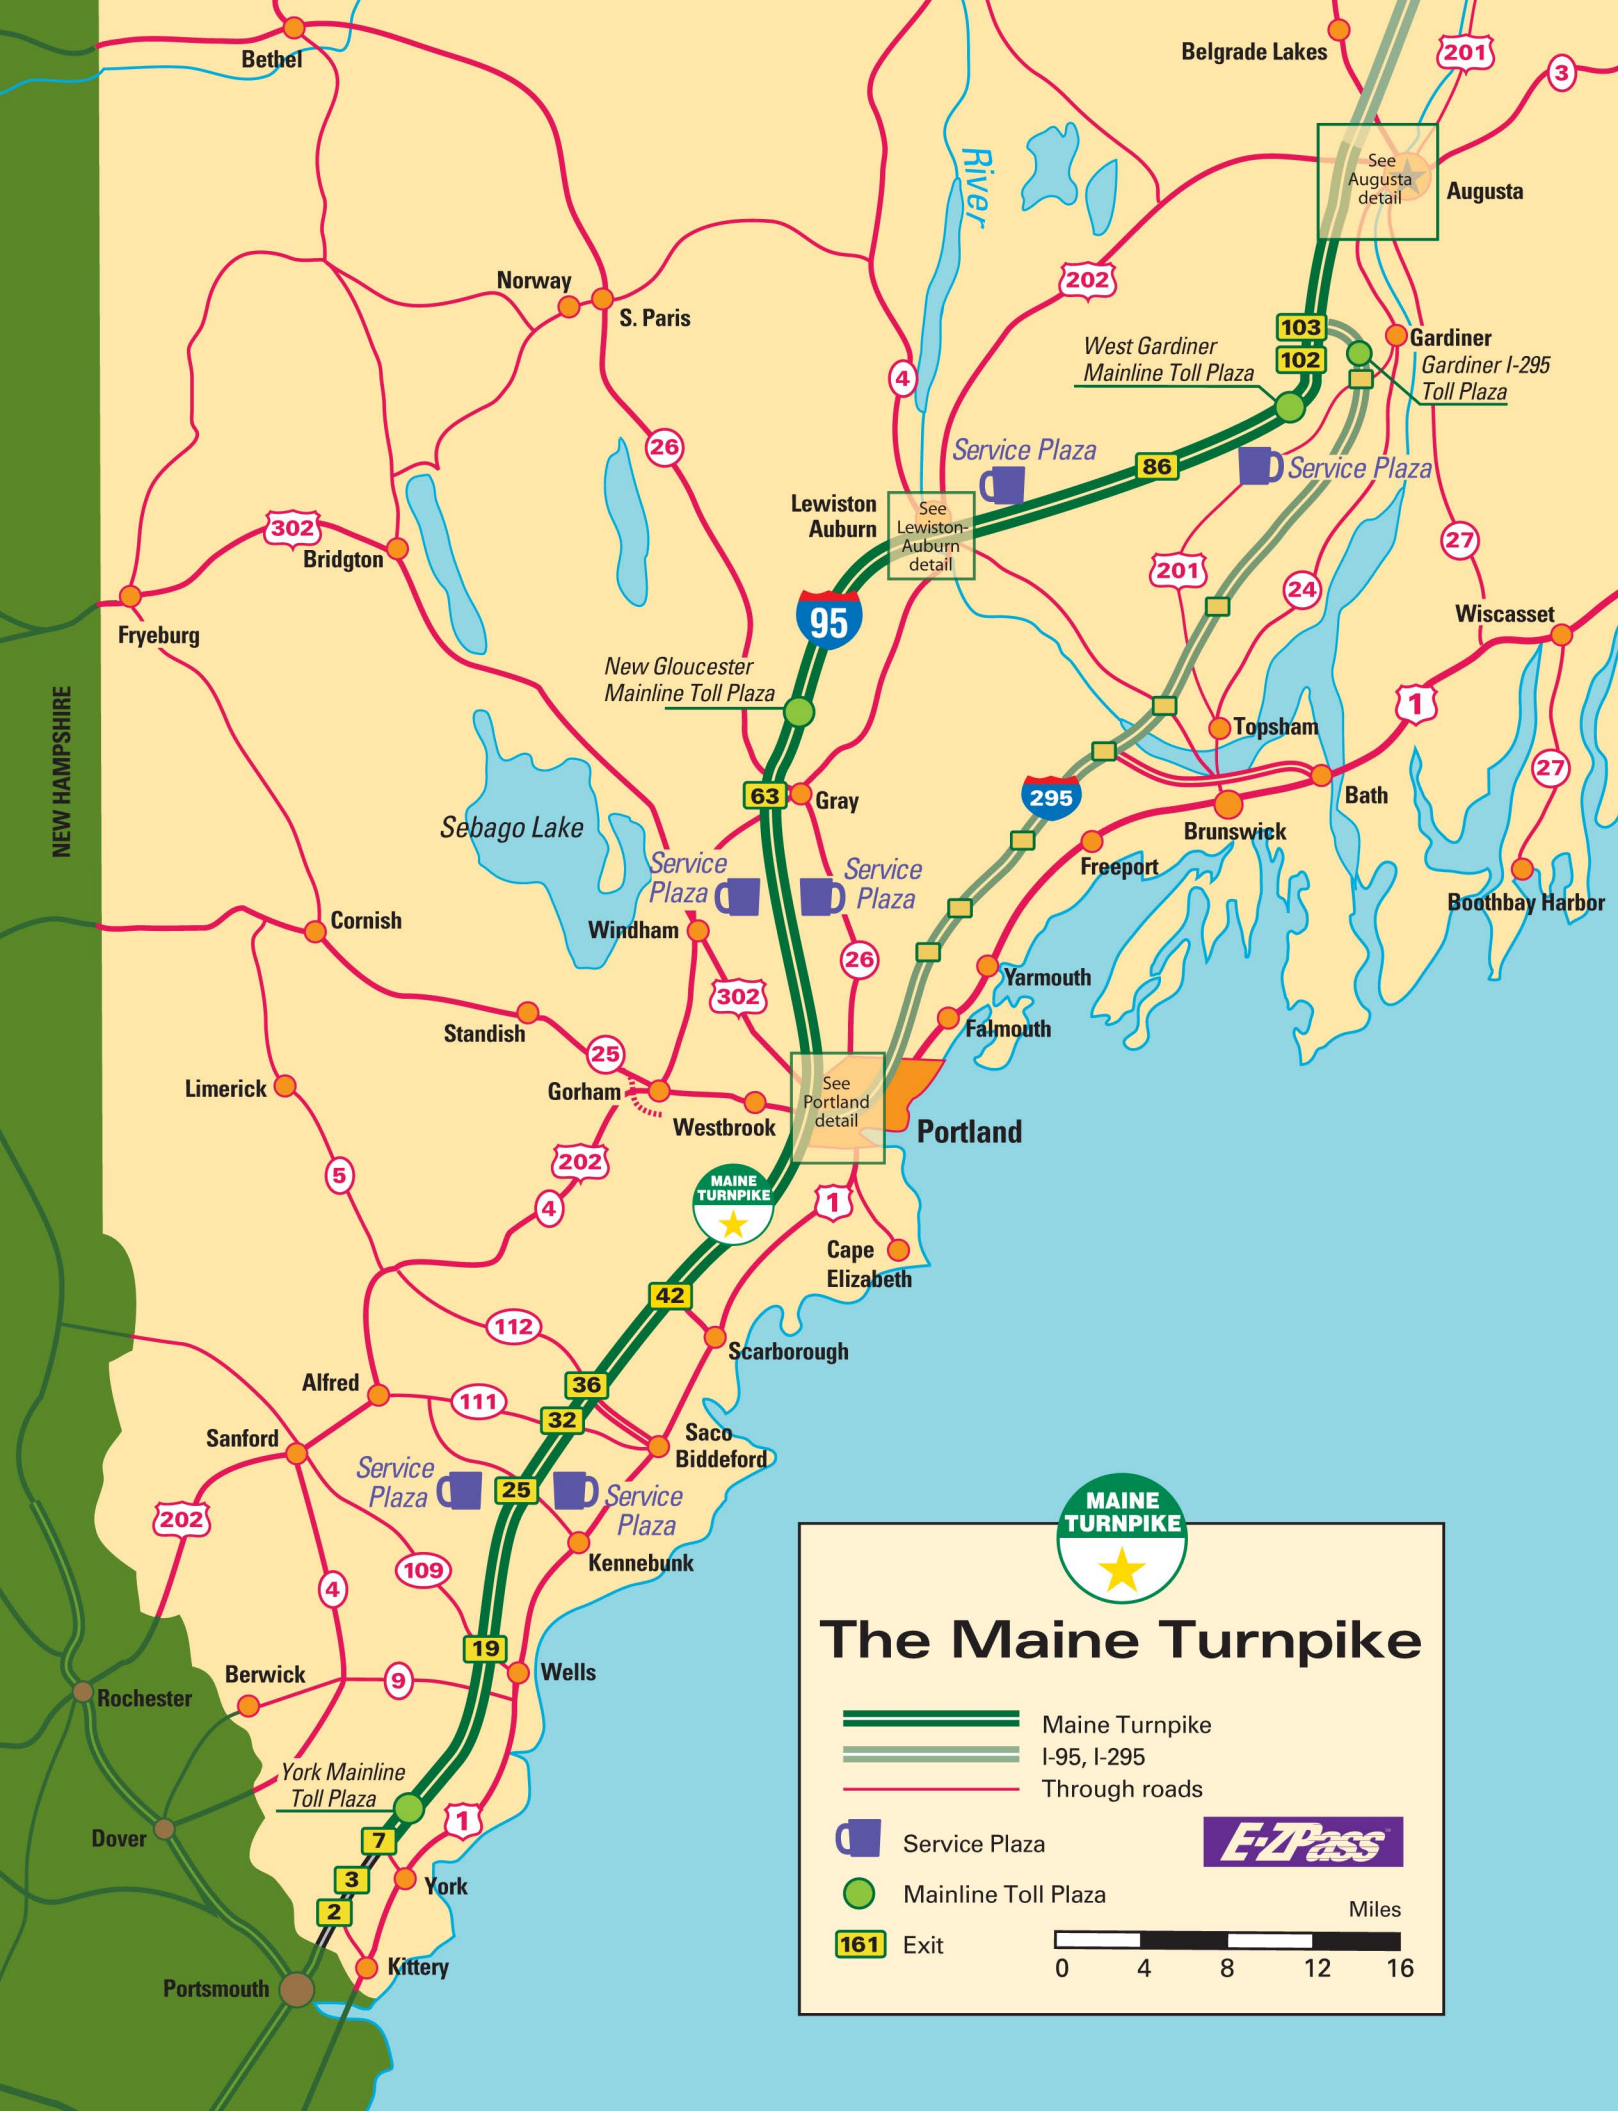 Bethel
Belgrade Lakes
201
3
River
See
Augusta
detail
Augusta
202
Norway
S. Paris
103
102
Gardiner
West Gardiner
Mainline Toll Plaza
Gardiner I-295
Toll Plaza
4
26
Service Plaza
86
Service Plaza
Lewiston
Auburn
See
Lewiston-
Auburn
detail
302
Bridgton
27
201
24
95
Fryeburg
Wiscasset
New Gloucester
Mainline Toll Plaza
1
Topsham
NEW HAMPSHIRE
27
63
Gray
295
Bath
Sebago Lake
Brunswick
Freeport
Service
Plaza
Service
Plaza
Boothbay Harbor
Cornish
Windham
26
Yarmouth
302
Falmouth
Standish
25
Limerick
Gorham
Westbrook
See
Portland
detail
Portland
5
202
4
MAINE
TURNPIKE
1
Cape
Elizabeth
42
112
Scarborough
Alfred
36
111
32
Sanford
Saco
Biddeford
Service
Plaza
25
Service
Plaza
202
Kennebunk
109
4
19
Berwick
9
Wells
Rochester
York Mainline
Toll Plaza
1
Dover
7
3
York
2
Kittery
Portsmouth
MAINE
TURNPIKE
The Maine Turnpike
Maine Turnpike
I-95, I-295
Through roads
Service Plaza
E-ZPass
Mainline Toll Plaza
Miles
161 Exit
0 4 8 12 16